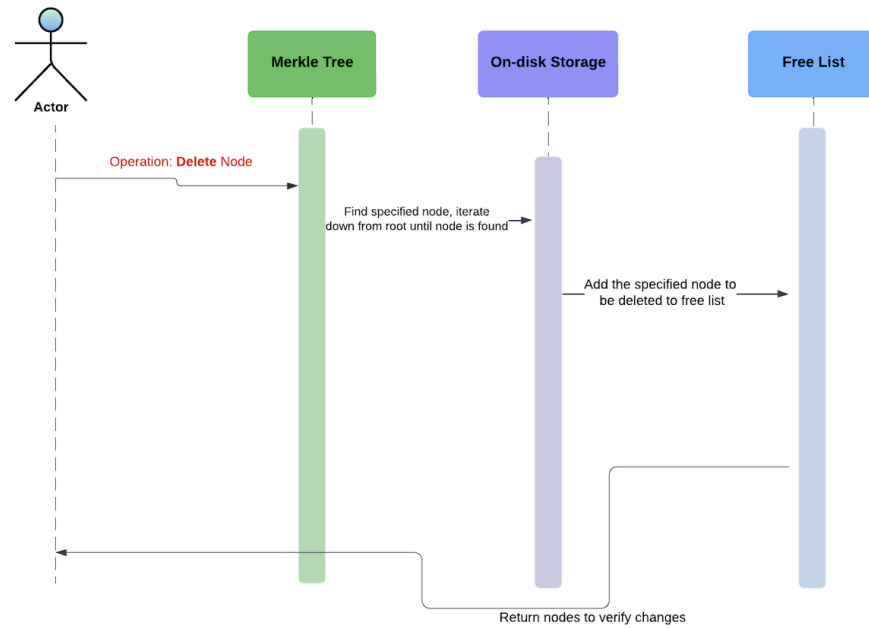 Actor
Merkle Tree
On-disk Storage
Free List
Operation: Delete Node
Find specified node, iterate
down from root until node is found
Add the specified node to
be deleted to free list
Return nodes to verify changes